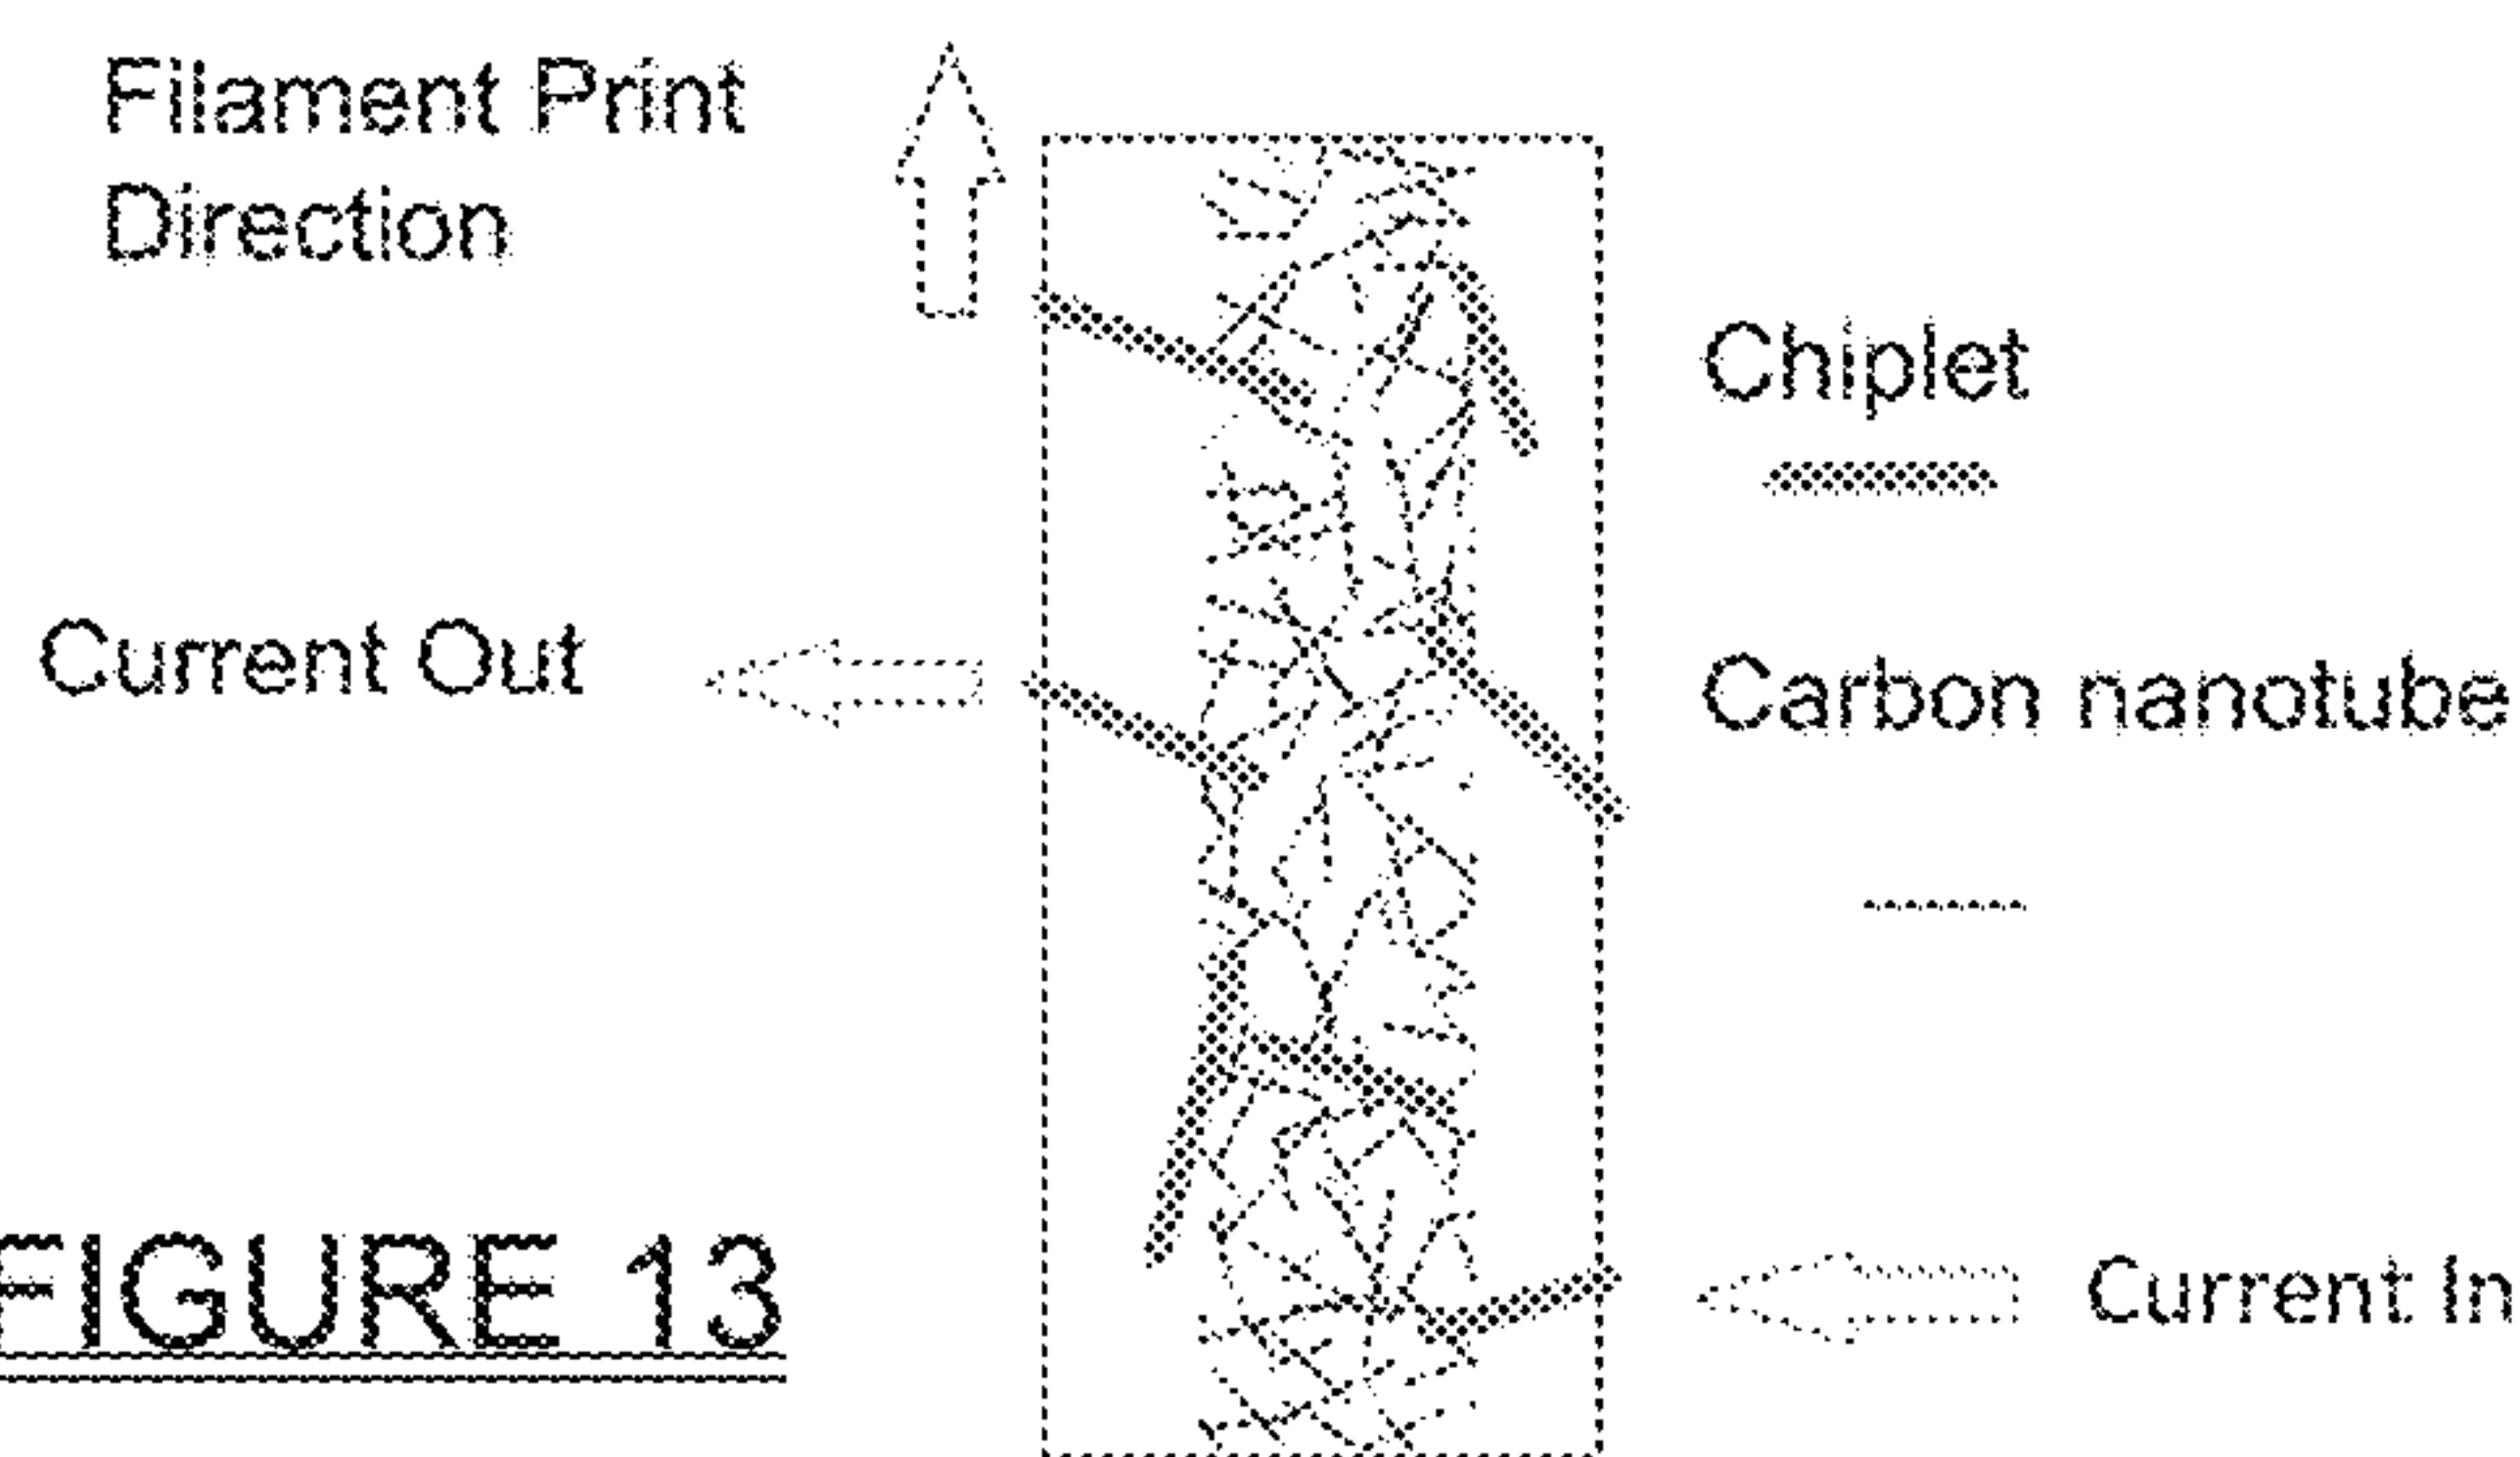 Filament Print
Direction
Chiplet
Current Out
Carbon nanotube
FIGURE 13
Current In